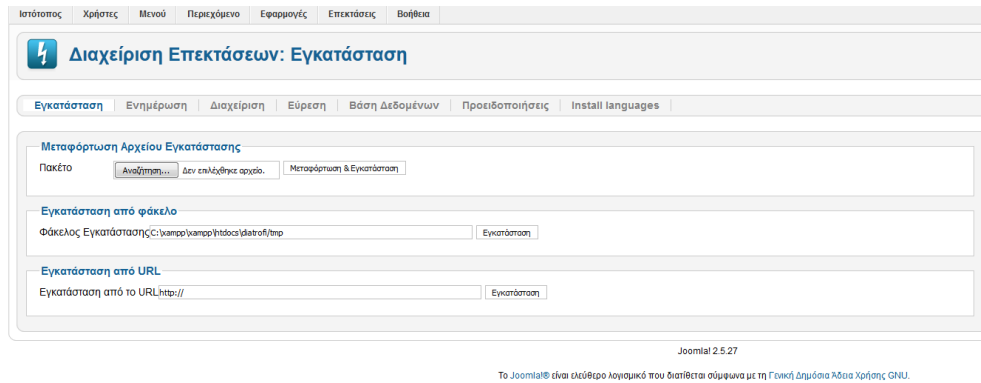 Ιστότοπος Χρήστες Μενού Περιεχόμενο Εφαρμογές Επεκτάσεις Βοήθεια
Διαχείριση Επεκτάσεων: Εγκατάσταση
Εγκατάσταση Ενημέρωση Διαχείριση Εύρεση Βάση Δεδομένων Προειδοποιήσεις Install languages
Μεταφόρτωση Αρχείου Εγκατάστασης
Πακέτο Αναζήτηση... Δεν επιλέχθηκε αρχείο. Μεταφόρτωση & Εγκατάσταση
Εγκατάσταση από φάκελο
Φάκελος Εγκατάστασης C:\xampp\xampp\htdocs\diatrofi/tmp Εγκατάσταση
Εγκατάσταση από URL
Εγκατάσταση από το URL http:// Εγκατάσταση
Joomla! 2.5.27
Το Joomla!® είναι ελεύθερο λογισμικό που διατίθεται σύμφωνα με τη Γενική Δημόσια Άδεια Χρήσης GNU.